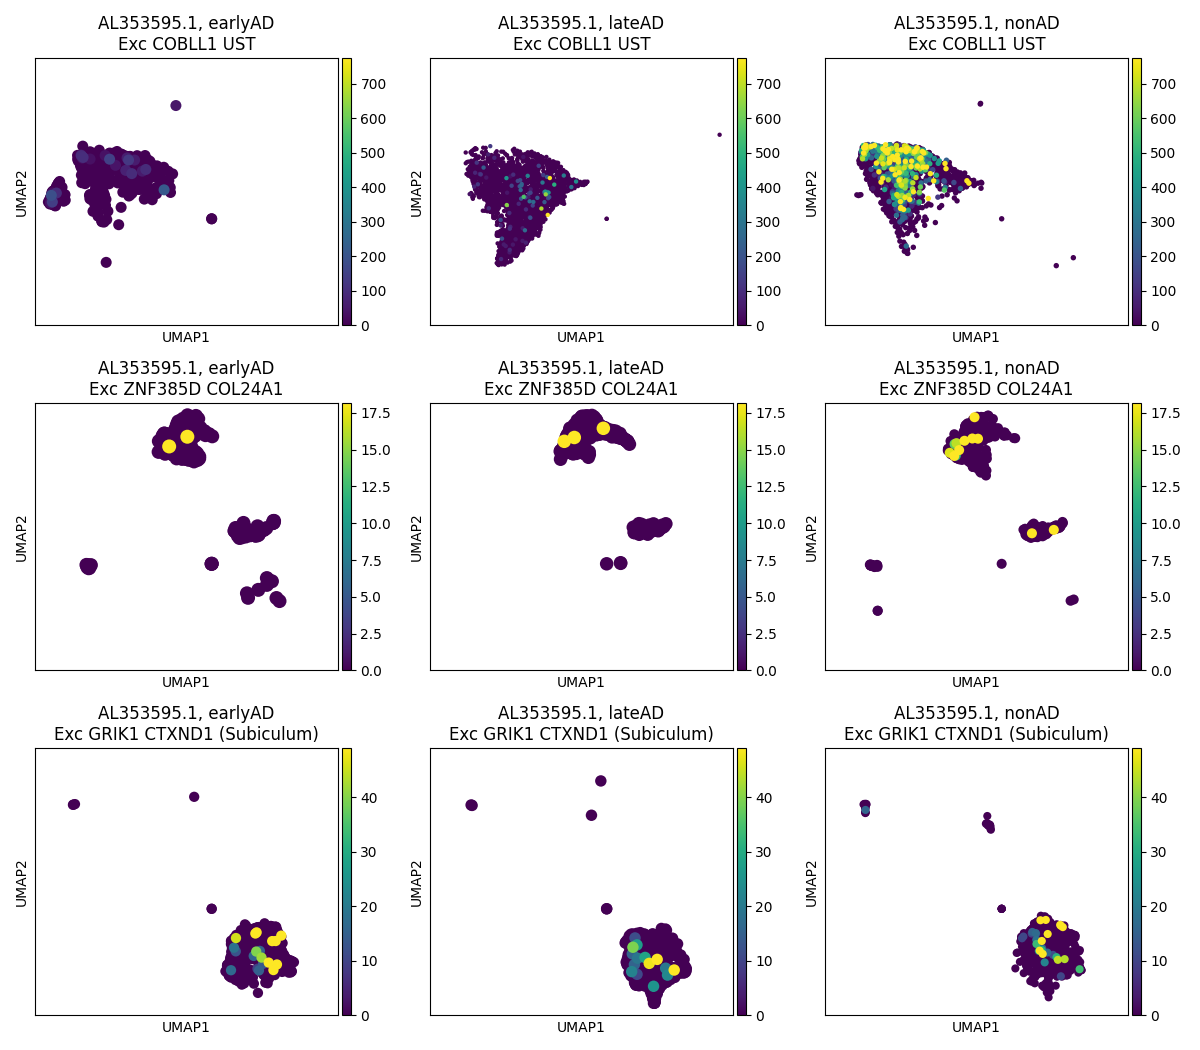 AL353595.1, earlyAD
Exc COBLL1 UST
AL353595.1, lateAD
Exc COBLL1 UST
AL353595.1, nonAD
Exc COBLL1 UST
UMAP2
UMAP1
700
600
500
400
300
200
100
0
UMAP2
UMAP1
700
600
500
400
300
200
100
0
UMAP2
UMAP1
700
600
500
400
300
200
100
0
AL353595.1, earlyAD
Exc ZNF385D COL24A1
AL353595.1, lateAD
Exc ZNF385D COL24A1
AL353595.1, nonAD
Exc ZNF385D COL24A1
UMAP2
UMAP1
17.5
15.0
12.5
10.0
7.5
5.0
2.5
0.0
UMAP2
UMAP1
17.5
15.0
12.5
10.0
7.5
5.0
2.5
0.0
UMAP2
UMAP1
17.5
15.0
12.5
10.0
7.5
5.0
2.5
0.0
AL353595.1, earlyAD
Exc GRIK1 CTXND1 (Subiculum)
AL353595.1, lateAD
Exc GRIK1 CTXND1 (Subiculum)
AL353595.1, nonAD
Exc GRIK1 CTXND1 (Subiculum)
UMAP2
UMAP1
40
30
20
10
0
UMAP2
UMAP1
40
30
20
10
0
UMAP2
UMAP1
40
30
20
10
0